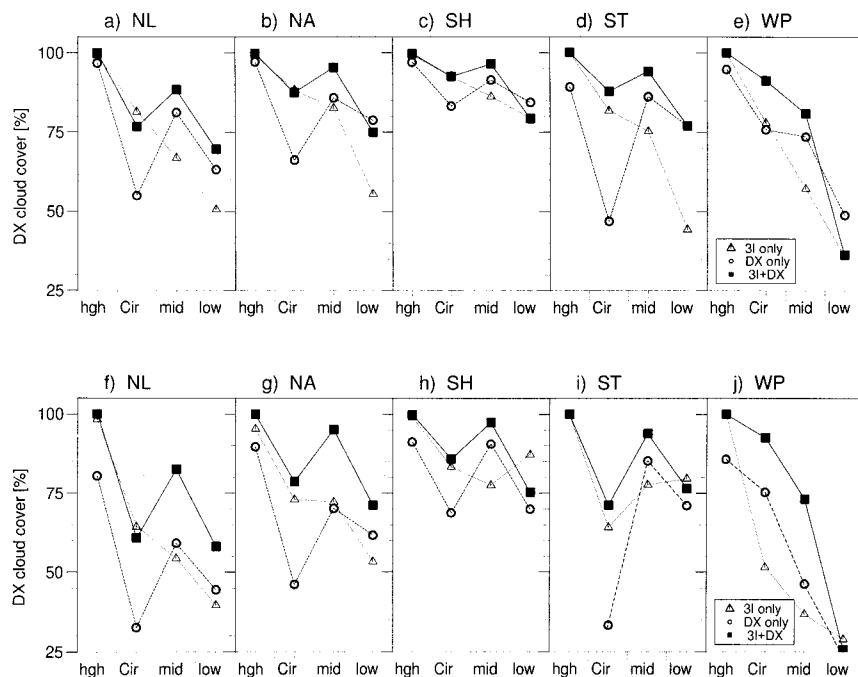 a) NL b) NA c) SH d) ST e) WP
100
75
50
25
DX cloud cover [%]
3I only
DX only
3I+DX
hgh Cir mid low hgh Cir mid low hgh Cir mid low hgh Cir mid low hgh Cir mid low
f) NL g) NA h) SH i) ST j) WP
100
75
50
25
DX cloud cover [%]
3I only
DX only
3I+DX
hgh Cir mid low hgh Cir mid low hgh Cir mid low hgh Cir mid low hgh Cir mid low